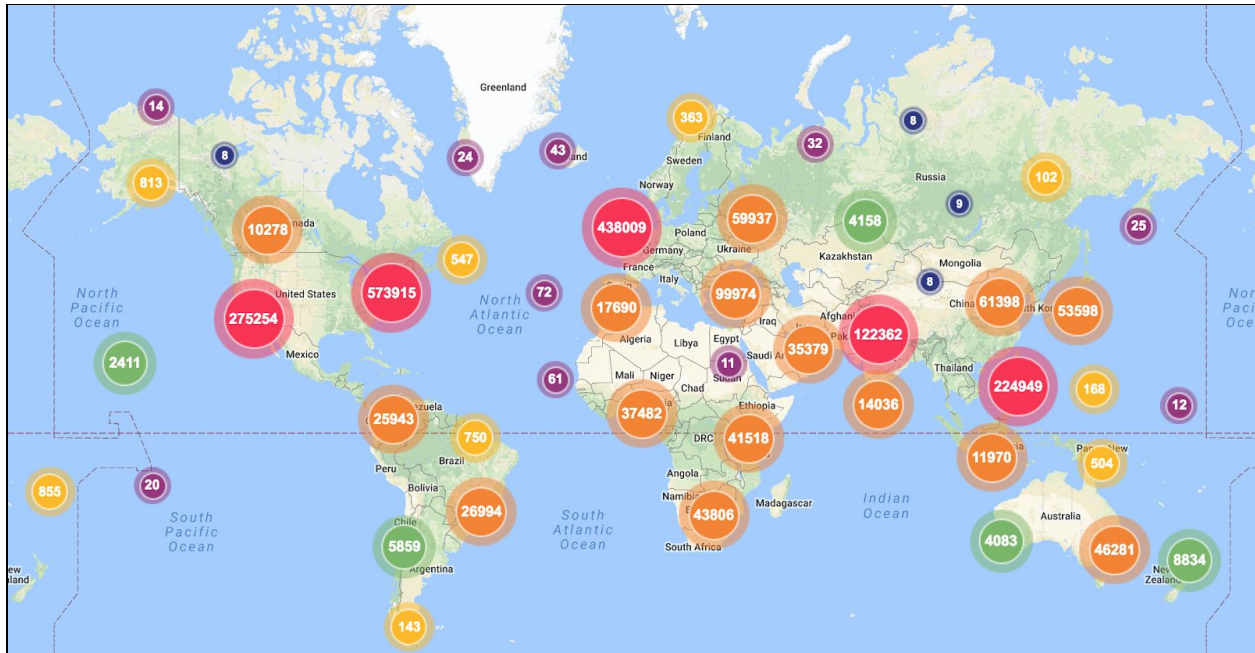 Greenland
14
363
8
Finland
8
24
43
32
Sweden
Russia
102
813
Norway
9
10278
438009
59937
4158
25
Poland
547
Germany
Ukraine
Kazakhstan
Mongolia
France
Italy
8
573915
72
North
Pacific
Ocean
United States
275254
North
Atlantic
Ocean
17690
99974
61398
53598
Iraq
Algeria
Libya
Egypt
122362
35379
Mexico
2411
11
61
Mali
Niger
Chad
Sudan
Thailand
224949
168
12
25943
37482
Ethiopia
14036
750
DRC
41518
11970
Peru
Brazil
504
Angola
855
20
Bolivia
Madagascar
Indian
Ocean
26994
43806
South
Pacific
Ocean
South
Atlantic
Ocean
Chile
5859
Australia
4083
46281
8834
South Africa
Argentina
New
Zealand
143